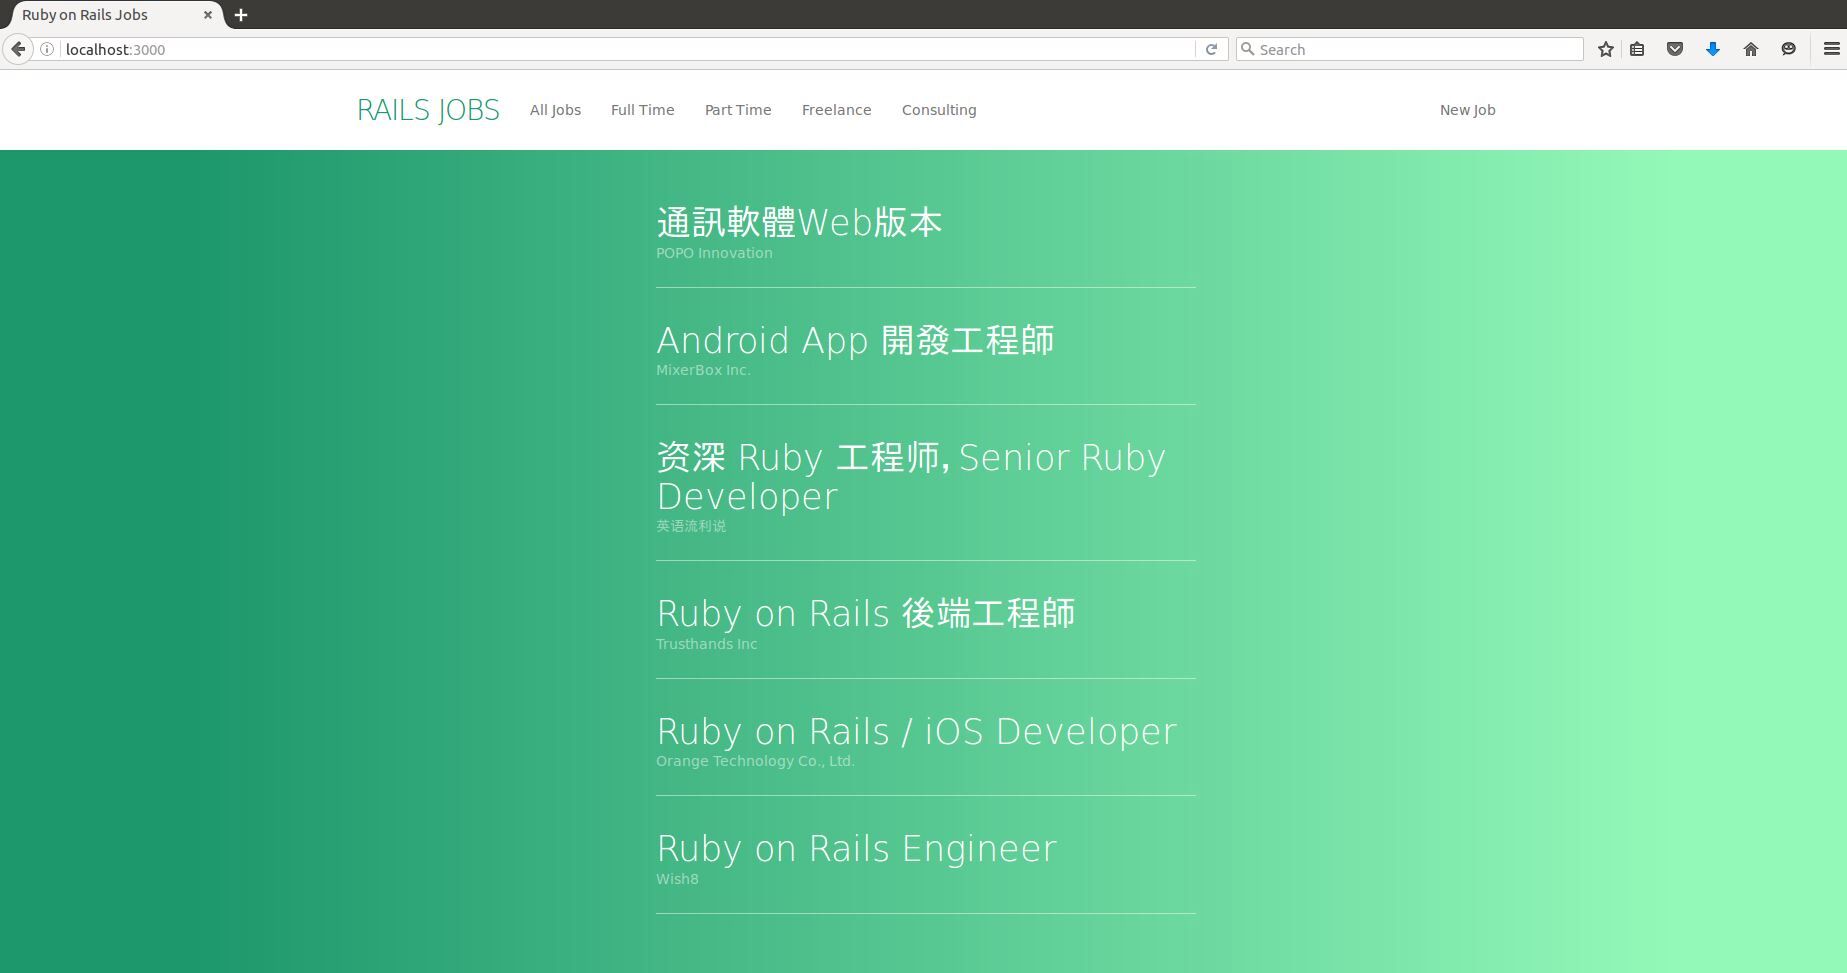 Ruby on Rails Jobs
localhost:3000
Search
RAILS JOBS All Jobs Full Time Part Time Freelance Consulting New Job
通訊軟體Web版本
POPO Innovation
Android App 開發工程師
MixerBox Inc.
资深 Ruby 工程师, Senior Ruby
Developer
英语流利说
Ruby on Rails 後端工程師
Trusthands Inc
Ruby on Rails / iOS Developer
Orange Technology Co., Ltd.
Ruby on Rails Engineer
Wish8